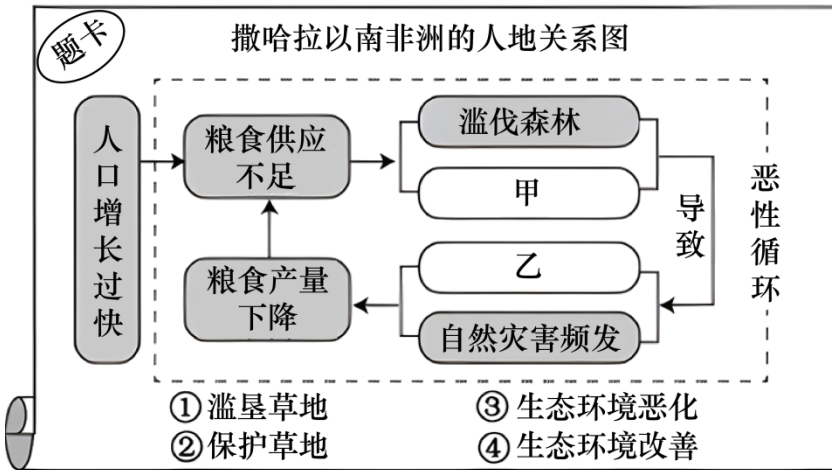 题卡
撒哈拉以南非洲的人地关系图
人口增长过快
粮食供应
不足
滥伐森林
甲
导致
恶性循环
乙
粮食产量
下降
自然灾害频发
①滥垦草地
③生态环境恶化
②保护草地
④生态环境改善